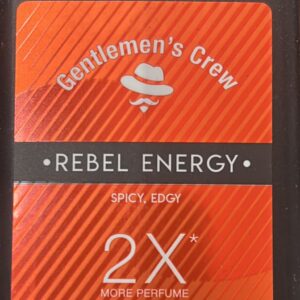 Gentlemen's Crew
• REBEL ENERGY •
SPICY, EDGY
2X*
MORE PERFUME